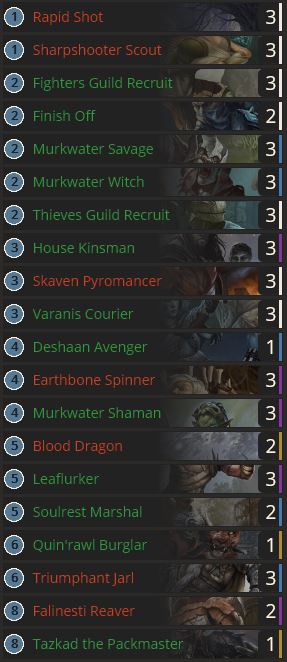 1 Rapid Shot 3
1 Sharpshooter Scout 3
2 Fighters Guild Recruit 3
2 Finish Off 2
2 Murkwater Savage 3
2 Murkwater Witch 3
2 Thieves Guild Recruit 3
3 House Kinsman 3
3 Skaven Pyromancer 3
3 Varanis Courier 3
4 Deshaan Avenger 1
4 Earthbone Spinner 3
4 Murkwater Shaman 3
5 Blood Dragon 2
5 Leaflurker 3
5 Soulrest Marshal 2
6 Quin'rawl Burglar 1
6 Triumphant Jarl 3
8 Falinesti Reaver 2
8 Tazkad the Packmaster 1